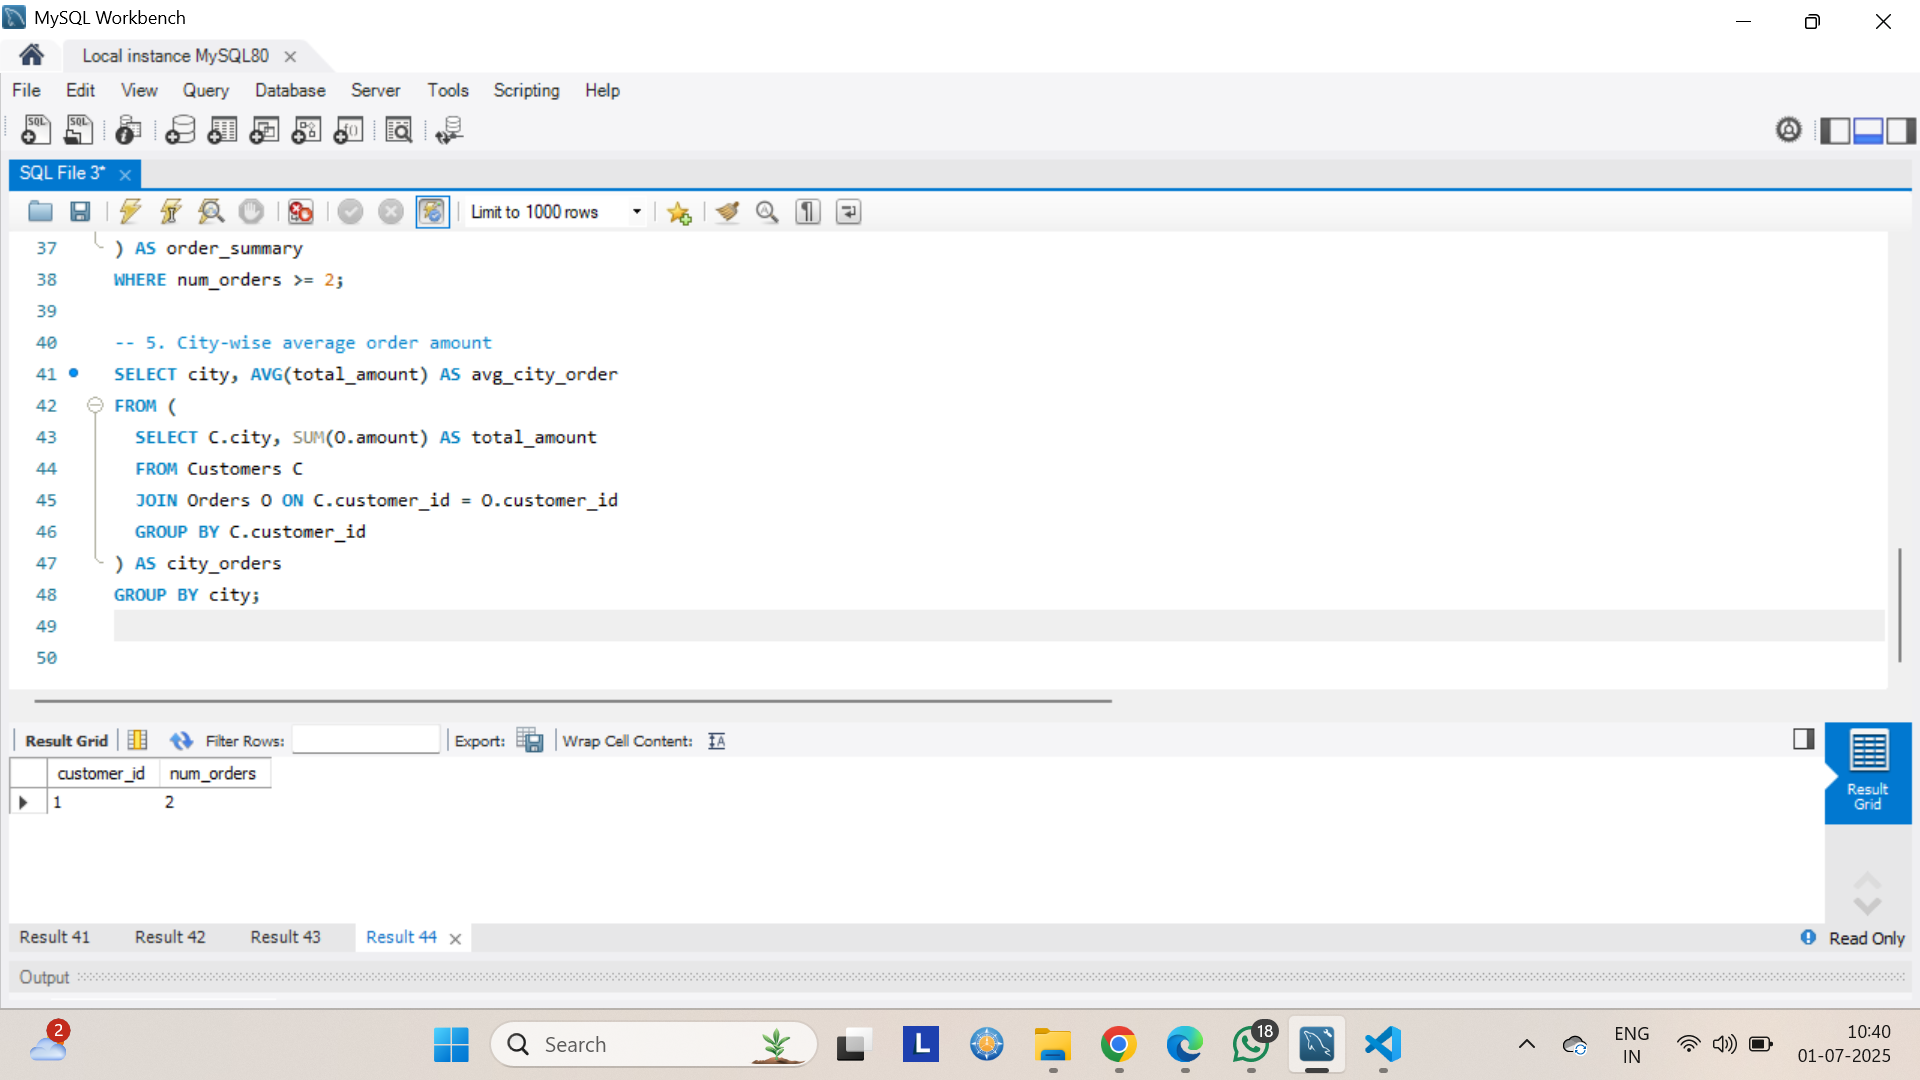 MySQL Workbench
Local instance MySQL80
File Edit View Query Database Server Tools Scripting Help
SQL SQL
SQL File 3*
Limit to 1000 rows
37 ) AS order_summary
38 WHERE num_orders >= 2;
39
40 -- 5. City-wise average order amount
41 SELECT city, AVG(total_amount) AS avg_city_order
42 FROM (
43 SELECT C.city, SUM(O.amount) AS total_amount
44 FROM Customers C
45 JOIN Orders O ON C.customer_id = O.customer_id
46 GROUP BY C.customer_id
47 ) AS city_orders
48 GROUP BY city;
49
50
Result Grid Filter Rows: Export: Wrap Cell Content: IA
customer_id num_orders
1 2
Result Grid
Result 41 Result 42 Result 43 Result 44
Read Only
Output
2
Search
L
18
ENG
IN
10:40
01-07-2025